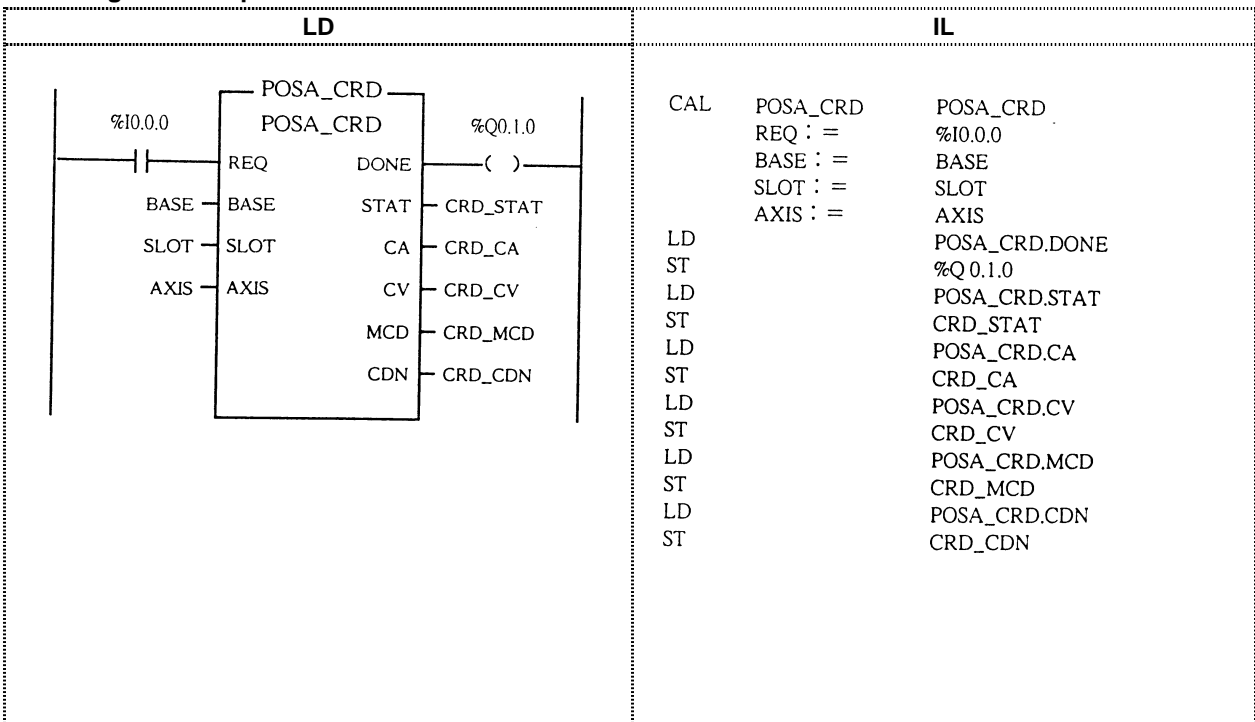 LD
POSA_CRD
POSA_CRD
%I0.0.0
%Q0.1.0
REQ DONE ( )
BASE BASE STAT CRD_STAT
SLOT SLOT CA CRD_CA
AXIS AXIS CV CRD_CV
MCD CRD_MCD
CDN CRD_CDN
IL
CAL POSA_CRD POSA_CRD
REQ : = %I0.0.0
BASE : = BASE
SLOT : = SLOT
AXIS : = AXIS
LD POSA_CRD.DONE
ST %Q 0.1.0
LD POSA_CRD.STAT
ST CRD_STAT
LD POSA_CRD.CA
ST CRD_CA
LD POSA_CRD.CV
ST CRD_CV
LD POSA_CRD.MCD
ST CRD_MCD
LD POSA_CRD.CDN
ST CRD_CDN